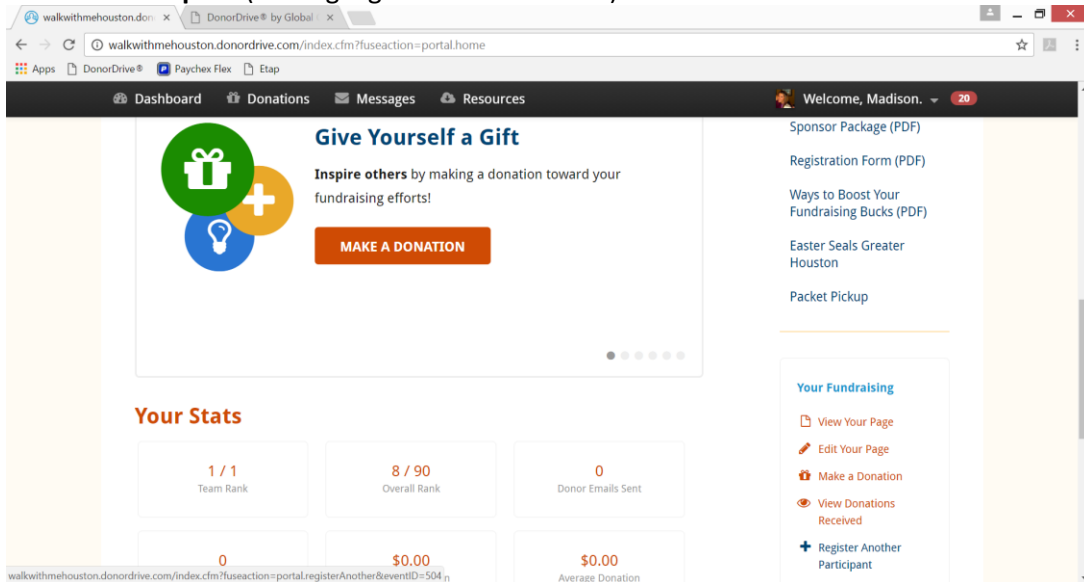 walkwithmehouston.don
DonorDrive® by Global
walkwithmehouston.donordrive.com/index.cfm?fuseaction=portal.home
Apps DonorDrive® Paychex Flex Etap
Dashboard Donations Messages Resources Welcome, Madison. 20
Give Yourself a Gift
Inspire others by making a donation toward your
fundraising efforts!
MAKE A DONATION
Sponsor Package (PDF)
Registration Form (PDF)
Ways to Boost Your
Fundraising Bucks (PDF)
Easter Seals Greater
Houston
Packet Pickup
Your Stats
1 / 1
Team Rank
8 / 90
Overall Rank
0
Donor Emails Sent
0
$0.00
$0.00
Average Donation
Your Fundraising
View Your Page
Edit Your Page
Make a Donation
View Donations
Received
Register Another
Participant
walkwithmehouston.donordrive.com/index.cfm?fuseaction=portal.registerAnother&eventID=504